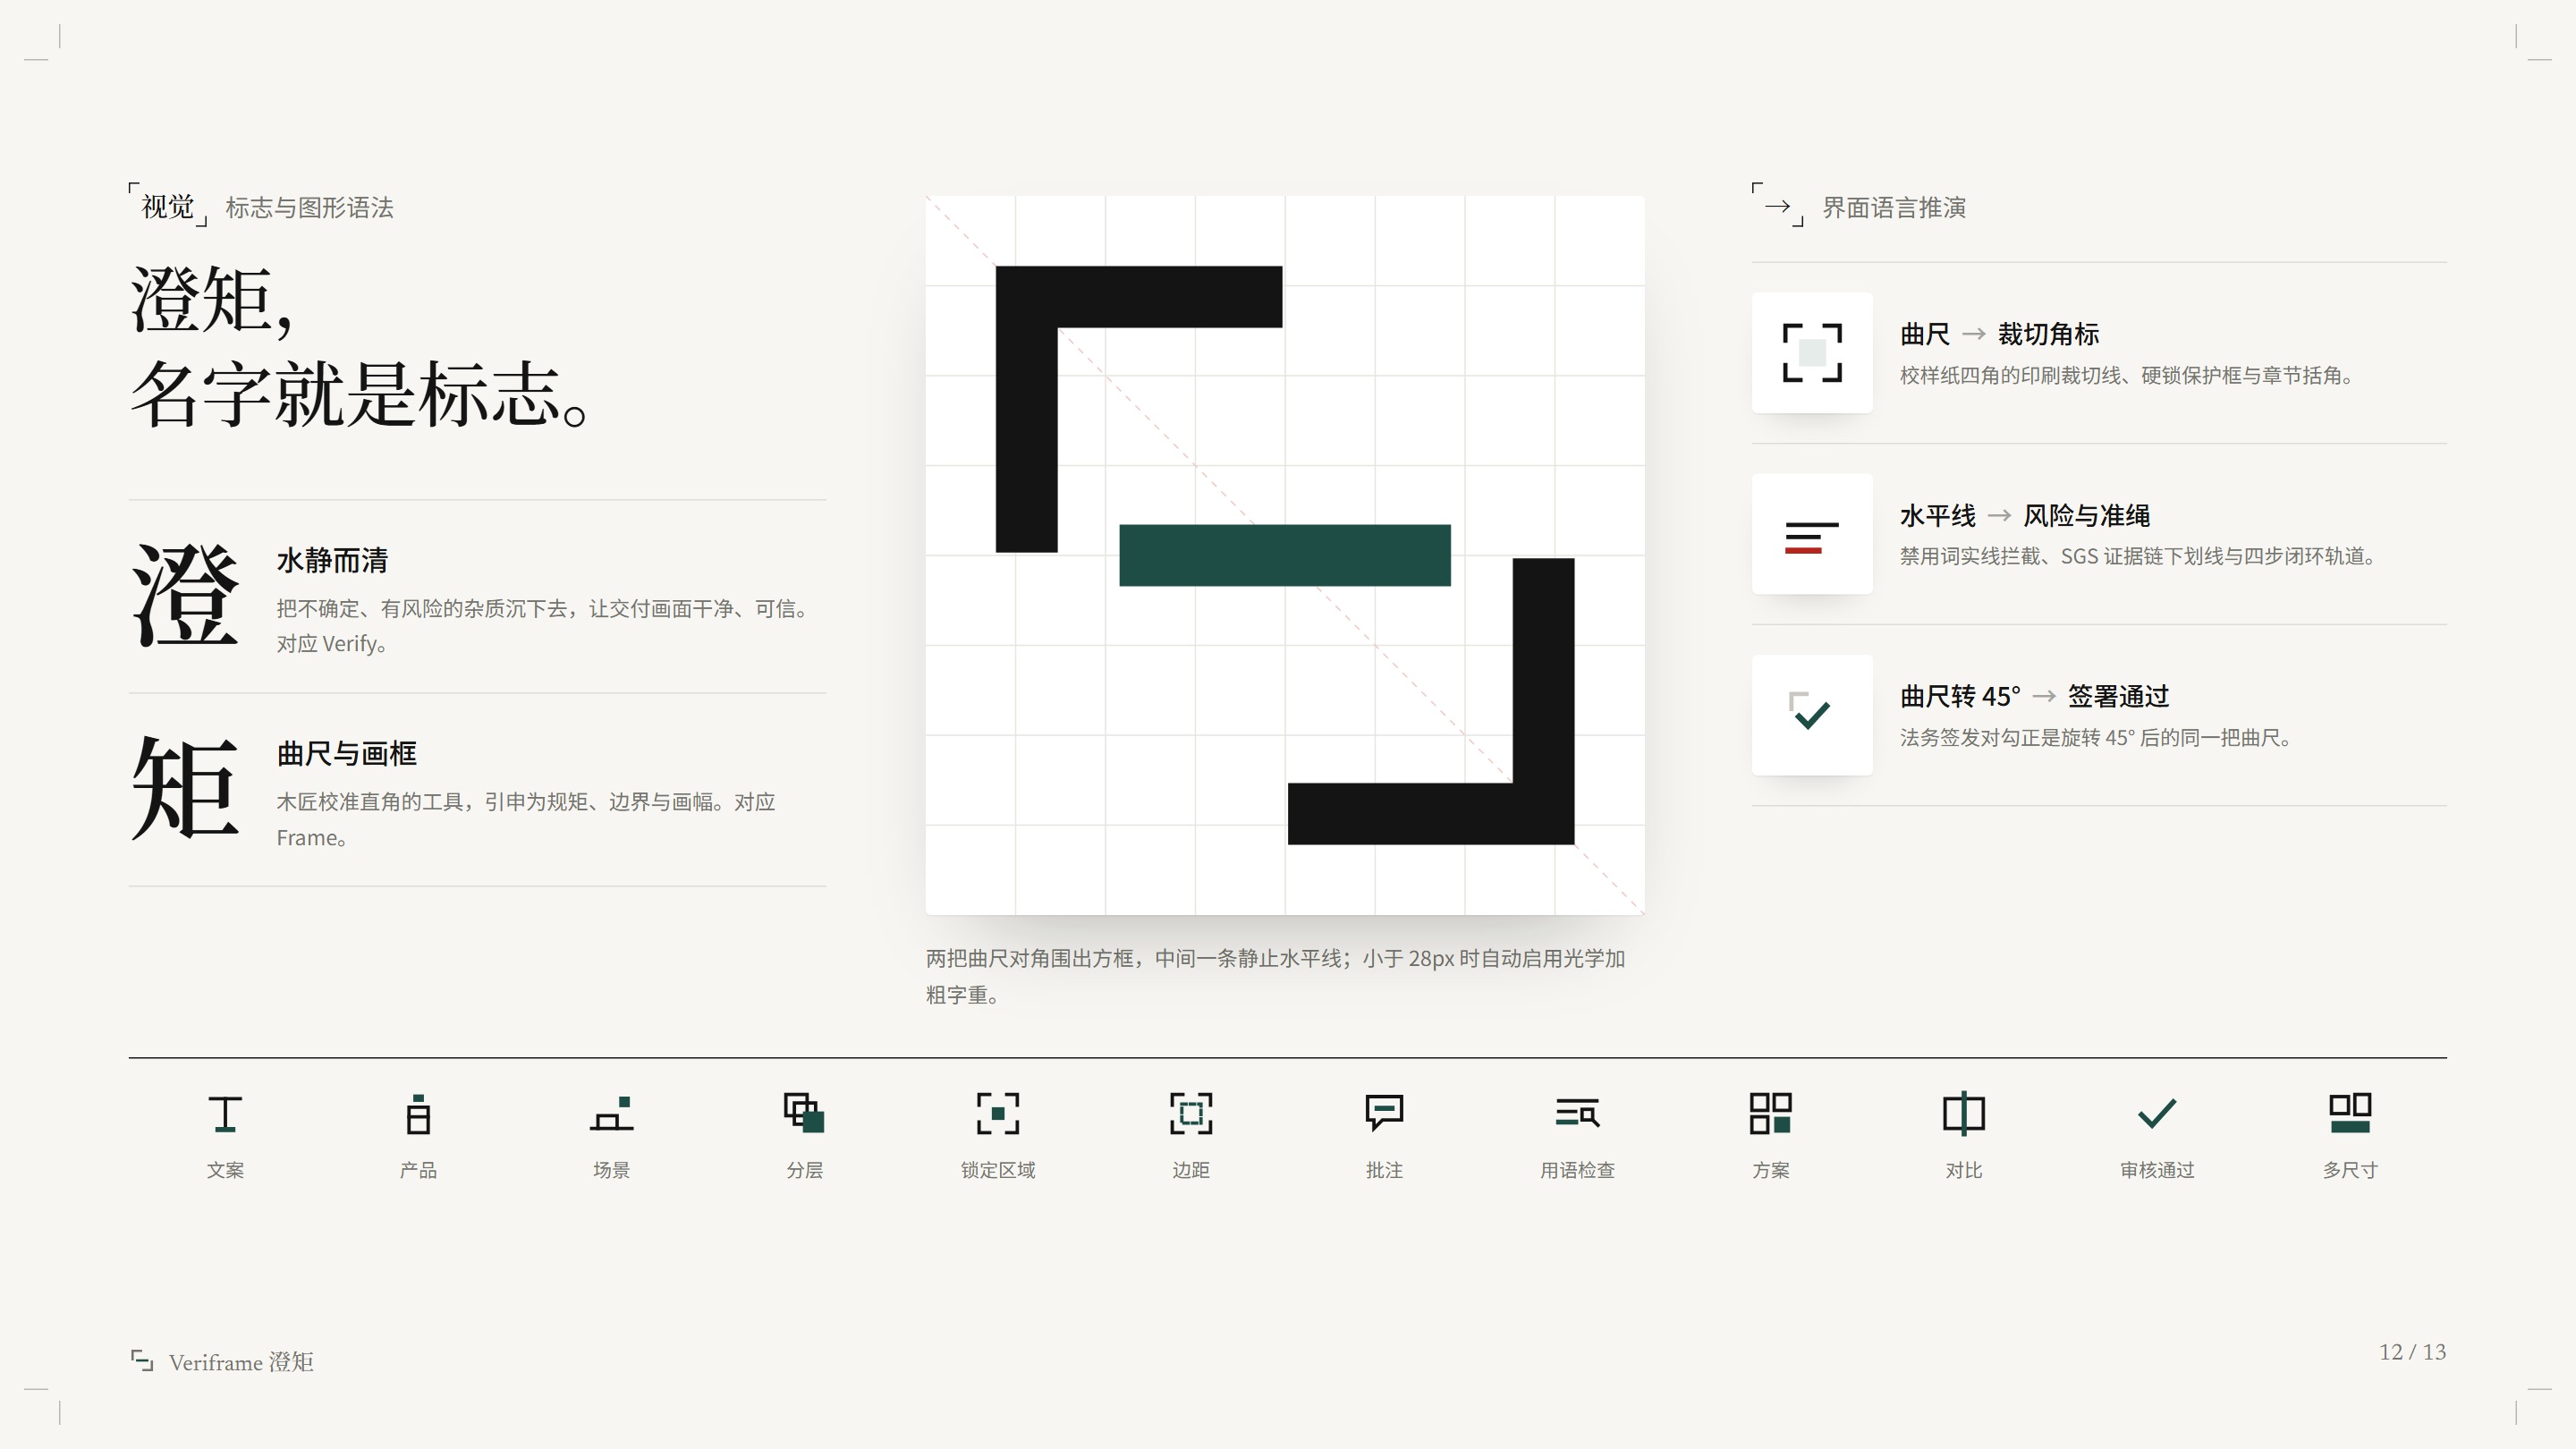 视觉 标志与图形语法
澄矩，
名字就是标志。
澄
水静而清
把不确定、有风险的杂质沉下去，让交付画面干净、可信。
对应 Verify。
矩
曲尺与画框
木匠校准直角的工具，引申为规矩、边界与画幅。对应
Frame。
两把曲尺对角围出方框，中间一条静止水平线；小于 28px 时自动启用光学加
粗字重。
→ 界面语言推演
曲尺 → 裁切角标
校样纸四角的印刷裁切线、硬锁保护框与章节括角。
水平线 → 风险与准绳
禁用词实线拦截、SGS 证据链下划线与四步闭环轨道。
曲尺转 45° → 签署通过
法务签发对勾正是旋转 45° 后的同一把曲尺。
文案
产品
场景
分层
锁定区域
边距
批注
用语检查
方案
对比
审核通过
多尺寸
Veriframe 澄矩
12 / 13